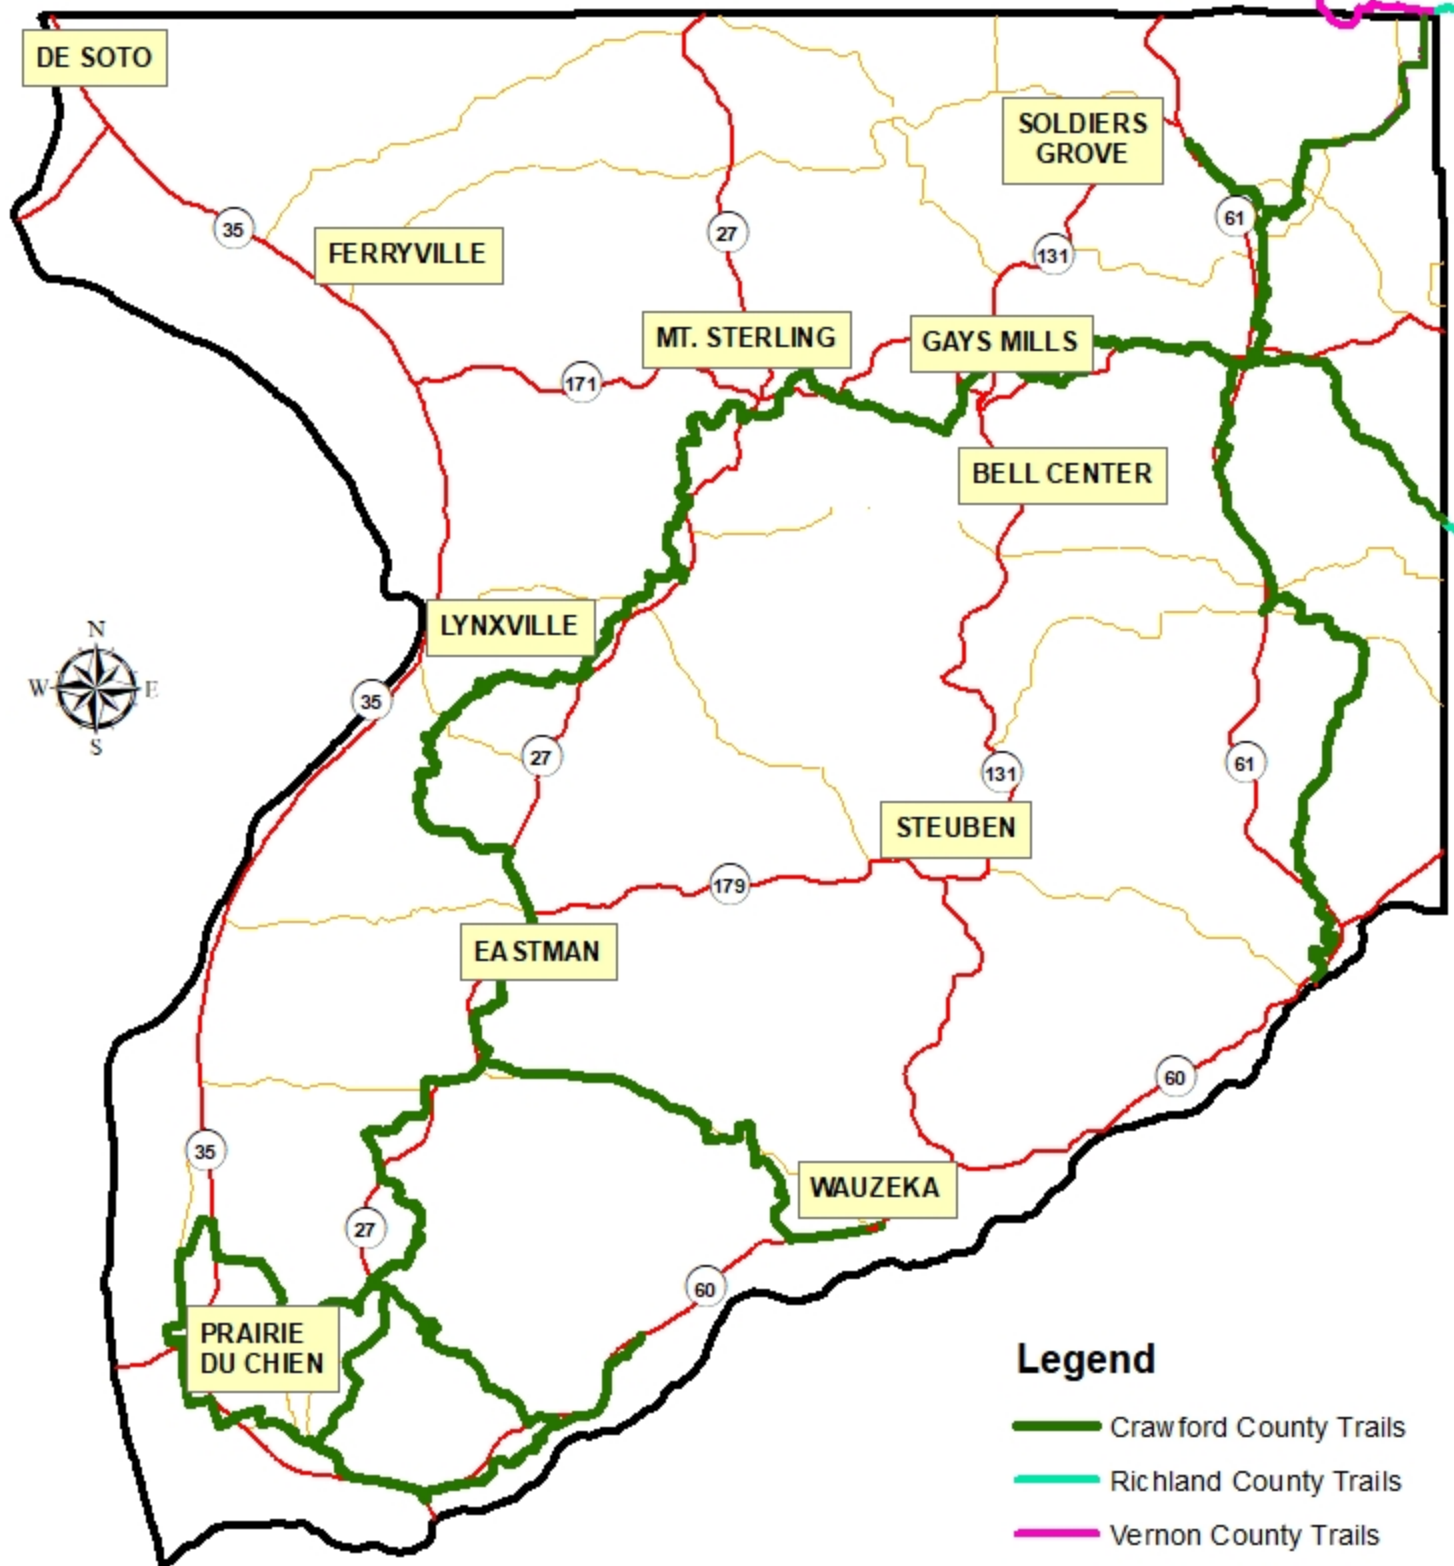 DE SOTO
SOLDIERS
GROVE
35
27
61
FERRYVILLE
131
MT. STERLING
GAYS MILLS
171
BELL CENTER
LYNXVILLE
N
W
E
S
35
27
131
61
STEUBEN
179
EASTMAN
60
35
WAUZEKA
27
60
PRAIRIE
DU CHIEN
Legend
Crawford County Trails
Richland County Trails
Vernon County Trails